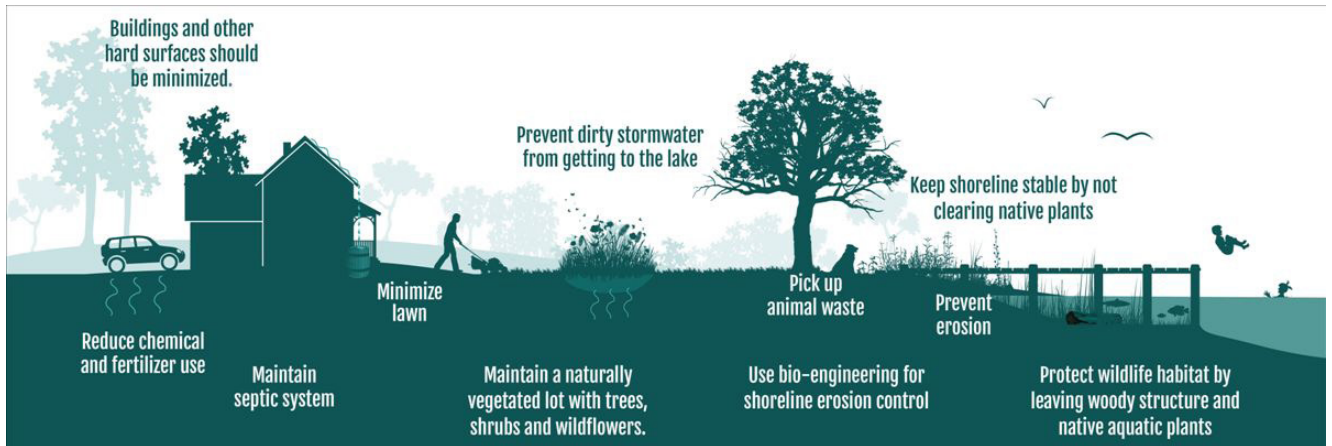 Buildings and other
hard surfaces should
be minimized.
Prevent dirty stormwater
from getting to the lake
Keep shoreline stable by not
clearing native plants
Minimize
lawn
Pick up
animal waste
Prevent
erosion
Reduce chemical
and fertilizer use
Maintain
septic system
Maintain a naturally
vegetated lot with trees,
shrubs and wildflowers.
Use bio-engineering for
shoreline erosion control
Protect wildlife habitat by
leaving woody structure and
native aquatic plants